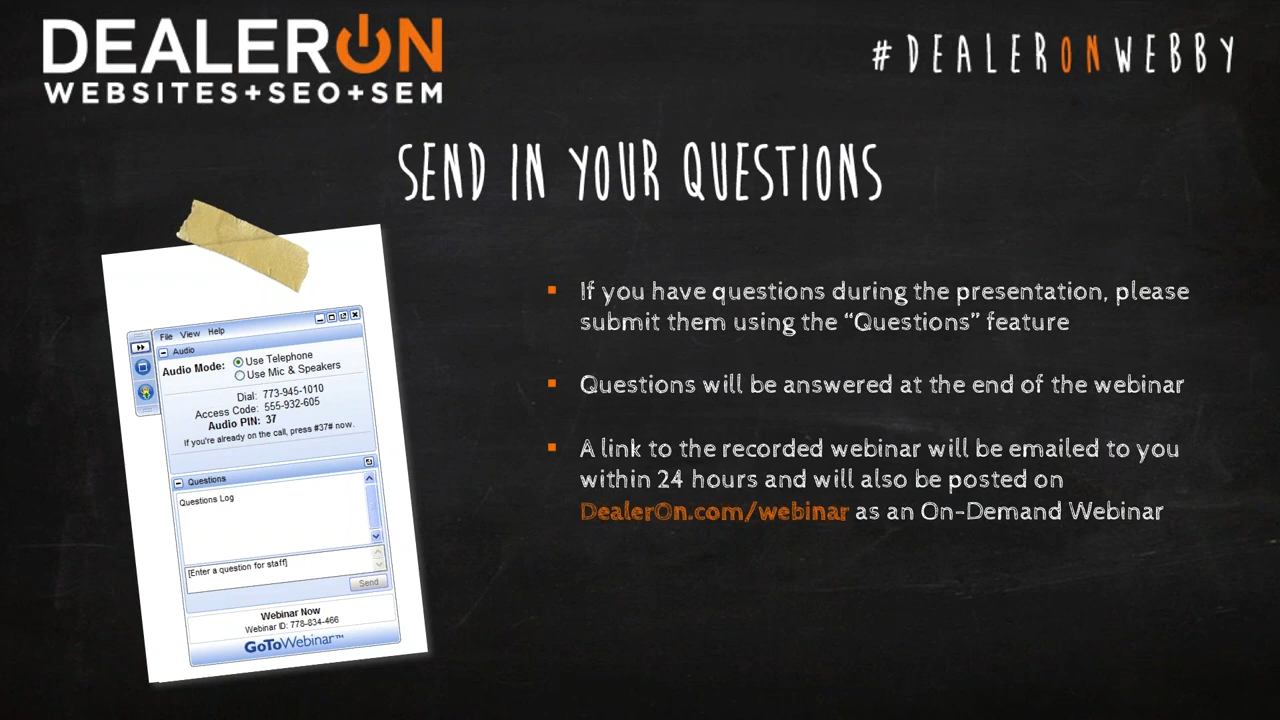 DEALERON
WEBSITES+SEO+SEM
#DEALERONWEBBY
SEND IN YOUR QUESTIONS
File View Help
Audio
Audio Mode: Use Telephone
Use Mic & Speakers
Dial: 773-945-1010
Access Code: 555-932-605
Audio PIN: 37
If you're already on the call, press #37# now.
Questions
Questions Log
[Enter a question for staff]
Send
Webinar Now
Webinar ID: 778-834-466
GoToWebinar™
If you have questions during the presentation, please
submit them using the “Questions” feature
Questions will be answered at the end of the webinar
A link to the recorded webinar will be emailed to you
within 24 hours and will also be posted on
DealerOn.com/webinar as an On-Demand Webinar